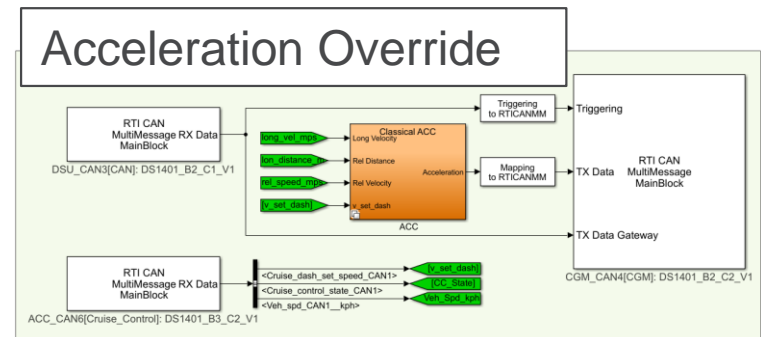 Acceleration Override
RTI CAN
MultiMessage RX Data
MainBlock
DSU_CAN3[CAN]: DS1401_B2_C1_V1
long_vel_mps
rel_speed_mps
[v_set_dash]
Classical ACC
Long Velocity
Rel Distance
Rel Velocity
v_set_dash
Acceleration
ACC
Triggering
to RTICANMM
Mapping
to RTICANMM
Triggering
TX Data
RTI CAN
MultiMessage
MainBlock
TX Data Gateway
CGM_CAN4[CGM]: DS1401_B2_C2_V1
RTI CAN
MultiMessage RX Data
MainBlock
ACC_CAN6[Cruise_Control]: DS1401_B3_C2_V1
<Cruise_dash_set_speed_CAN1>
<Cruise_control_state_CAN1>
<Veh_spd_CAN1__kph>
[v_set_dash]
[CC_State]
Veh_Spd_kph